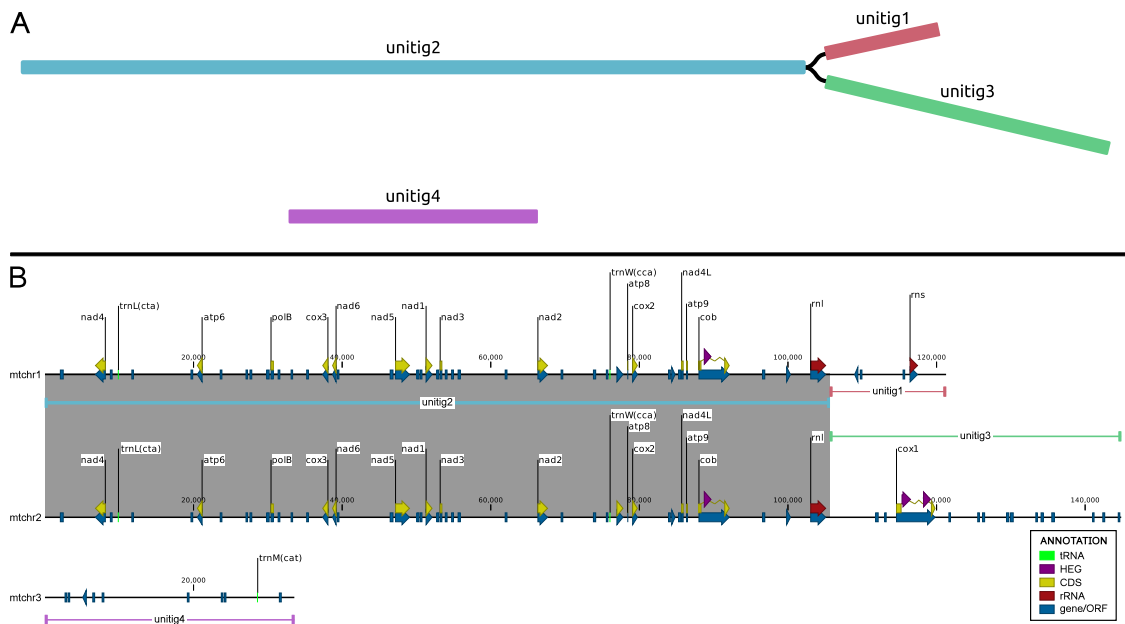 A
unitig1
unitig2
unitig3
unitig4
B
trnW(cca) nad4L
atp8
trnL(cta) nad6 nad1 cox2 atp9 rnl rns
nad4 atp6 polB cox3 nad5 nad3 nad2 cob
20,000 40,000 60,000 80,000 100,000 120,000
mtchr1
unitig1
unitig2
trnW(cca) nad4L
atp8
unitig3
trnL(cta) nad6 nad1 cox2 atp9 rnl cox1
nad4 atp6 polB cox3 nad5 nad3 nad2 cob
20,000 40,000 60,000 80,000 100,000 140,000
mtchr2
ANNOTATION
tRNA
HEG
CDS
rRNA
gene/ORF
trnM(cat)
20,000
mtchr3
unitig4